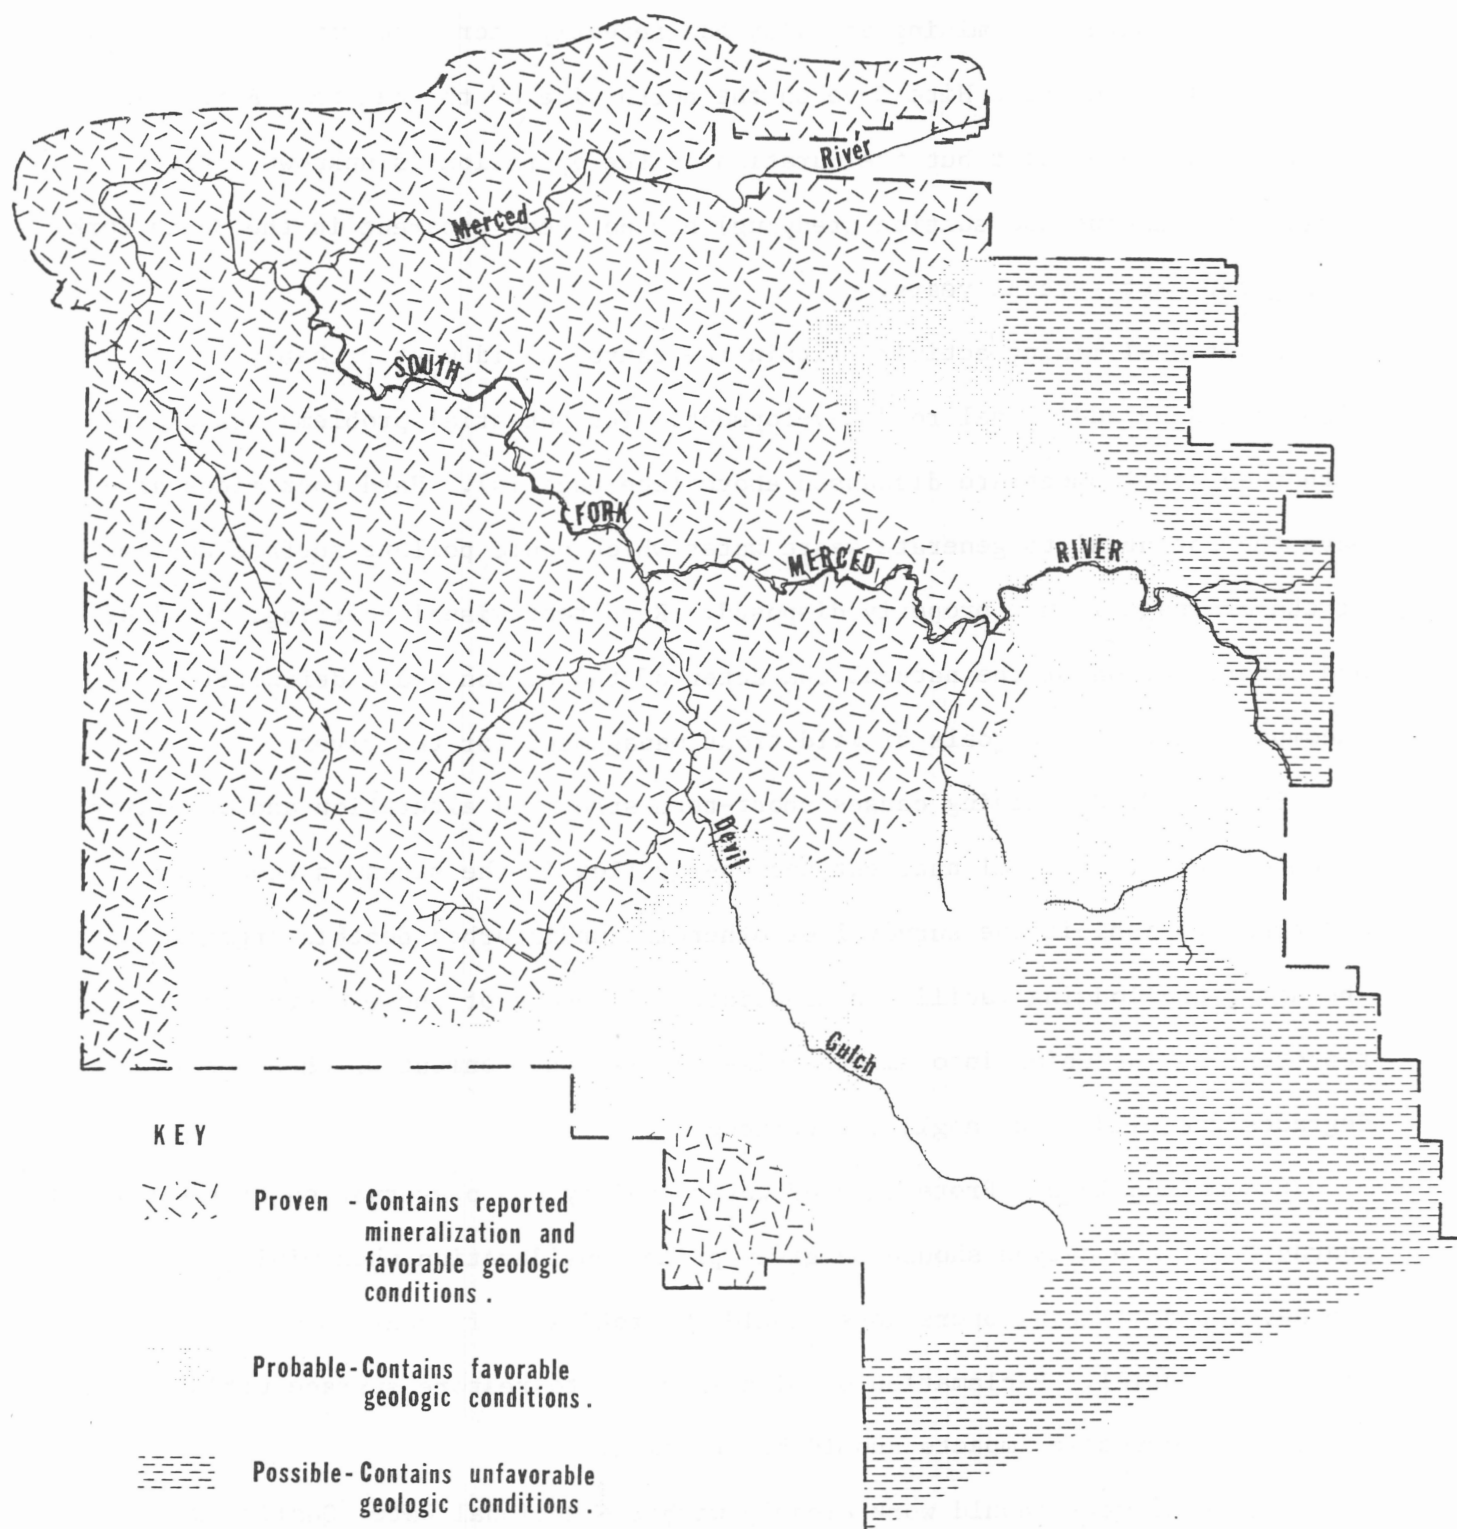 River
Merced
SOUTH
FORK
MERCED
RIVER
Devil
Gulch
KEY
Proven - Contains reported
mineralization and
favorable geologic
conditions.
Probable - Contains favorable
geologic conditions.
Possible - Contains unfavorable
geologic conditions.